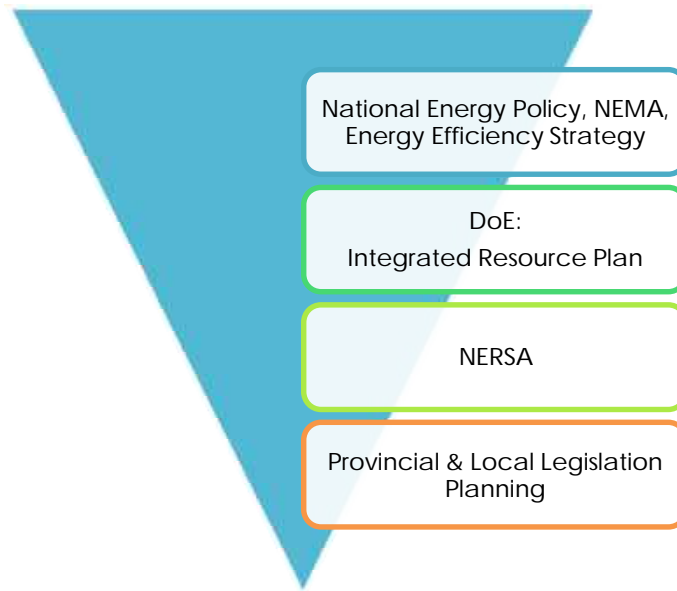 National Energy Policy, NEMA,
Energy Efficiency Strategy
DoE:
Integrated Resource Plan
NERSA
Provincial & Local Legislation
Planning